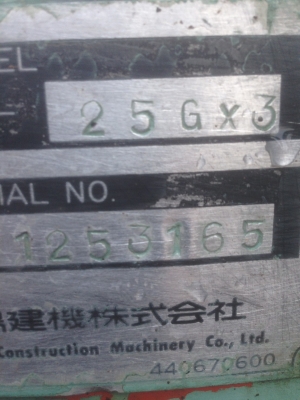 EL
25Gx3
IAL NO.
1253165
建機株式会社
Construction Machinery Co., Ltd.
440670600